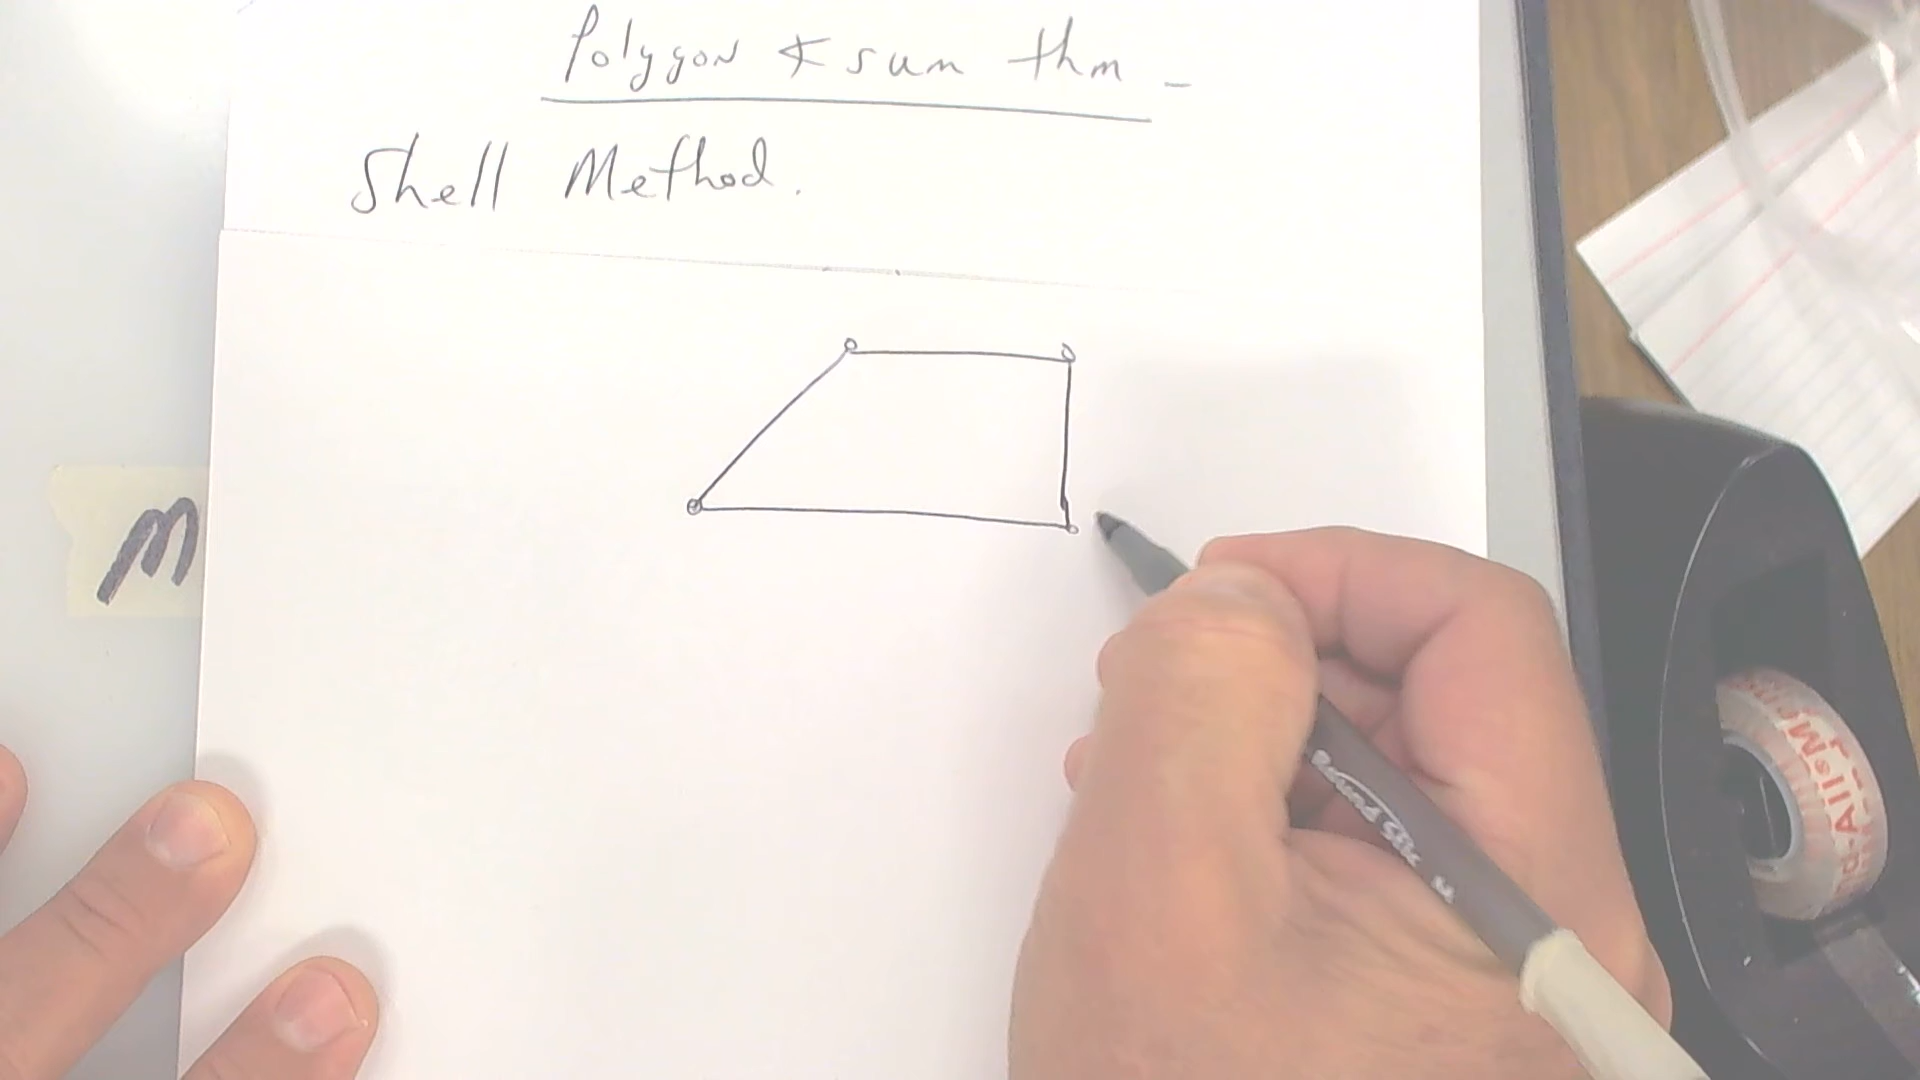 Polygon ∢ sum thm -
Shell Method.
M